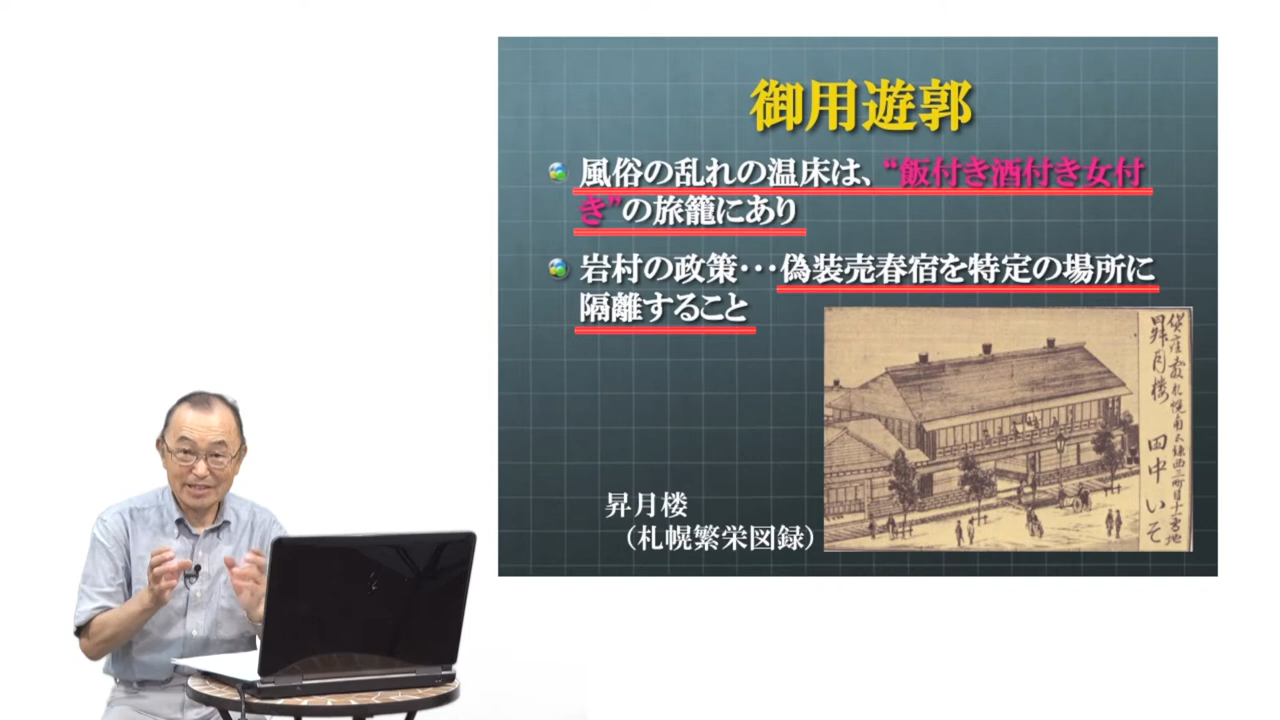 御用遊郭
風俗の乱れの温床は、“飯付き酒付き女付
き”の旅籠にあり
岩村の政策･･･偽装売春宿を特定の場所に
隔離すること
昇月楼
（札幌繁栄図録）
昇月楼
田中いそ